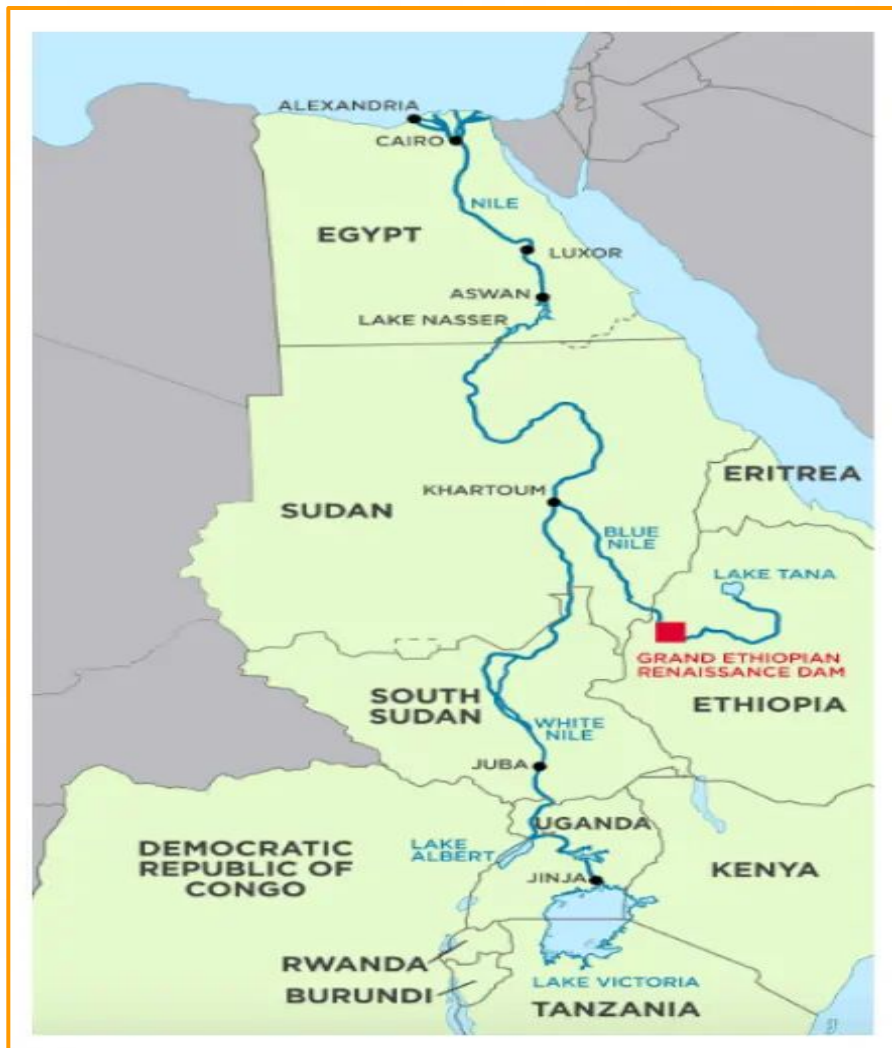 ALEXANDRIA
CAIRO
NILE
EGYPT
LUXOR
ASWAN
LAKE NASSER
ERITREA
KHARTOUM
SUDAN
BLUE
NILE
LAKE TANA
GRAND ETHIOPIAN
RENAISSANCE DAM
SOUTH
SUDAN
ETHIOPIA
WHITE
NILE
JUBA
UGANDA
DEMOCRATIC
REPUBLIC OF
CONGO
LAKE
ALBERT
KENYA
JINJA
RWANDA
BURUNDI
LAKE VICTORIA
TANZANIA